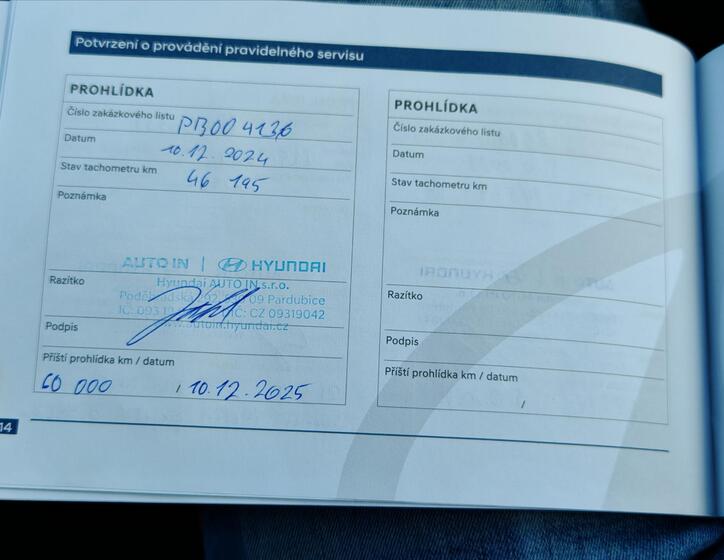 Potvrzení o provádění pravidelného servisu
PROHLÍDKA
Číslo zakázkového listu PB004136
Datum 10.12.2024
Stav tachometru km 46 195
Poznámka
AUTO IN | HYUNDAI
Razítko Hyundai AUTO IN s.r.o.
09 Pardubice
IČ: 093 CZ 09319042
Podpis www.autoin.hyundai.cz
Příští prohlídka km / datum
60 000 / 10.12.2025
PROHLÍDKA
Číslo zakázkového listu
Datum
Stav tachometru km
Poznámka
Razítko
Podpis
Příští prohlídka km / datum
/
14